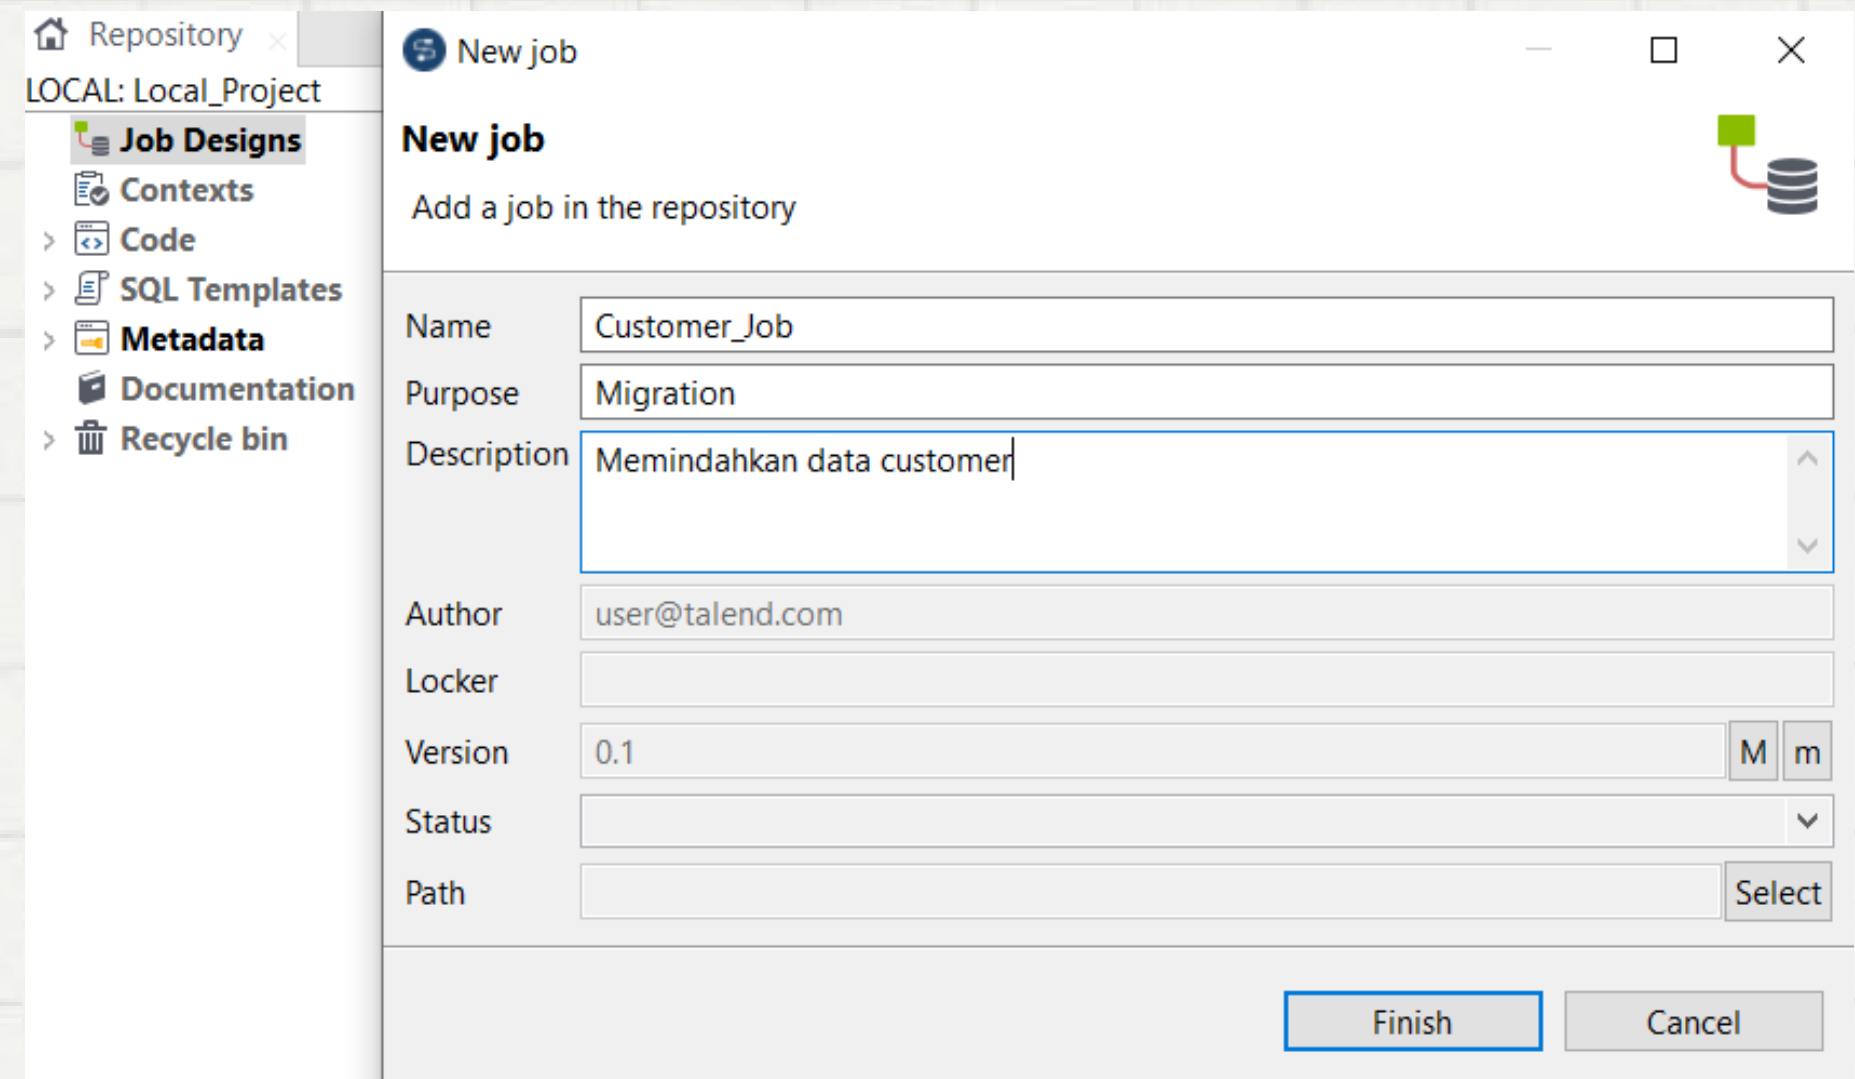 Repository
LOCAL: Local_Project
Job Designs
Contexts
Code
SQL Templates
Metadata
Documentation
Recycle bin
New job
New job
Add a job in the repository
Name Customer_Job
Purpose Migration
Description Memindahkan data customer
Author user@talend.com
Locker
Version 0.1 M m
Status
Path Select
Finish Cancel